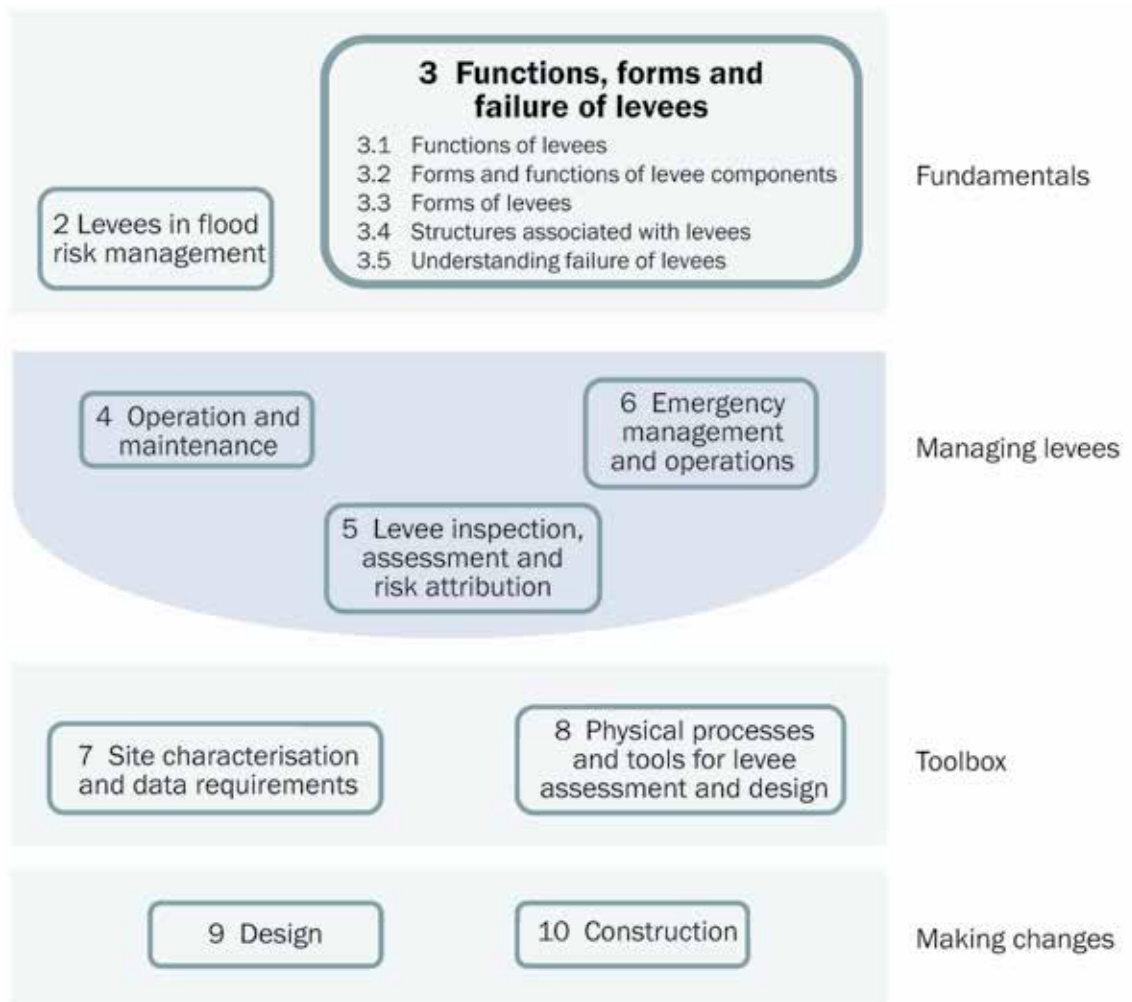 3 Functions, forms and
failure of levees
3.1 Functions of levees
3.2 Forms and functions of levee components
3.3 Forms of levees
3.4 Structures associated with levees
3.5 Understanding failure of levees
2 Levees in flood
risk management
Fundamentals
4 Operation and
maintenance
6 Emergency
management
and operations
5 Levee inspection,
assessment and
risk attribution
Managing levees
7 Site characterisation
and data requirements
8 Physical processes
and tools for levee
assessment and design
Toolbox
9 Design
10 Construction
Making changes